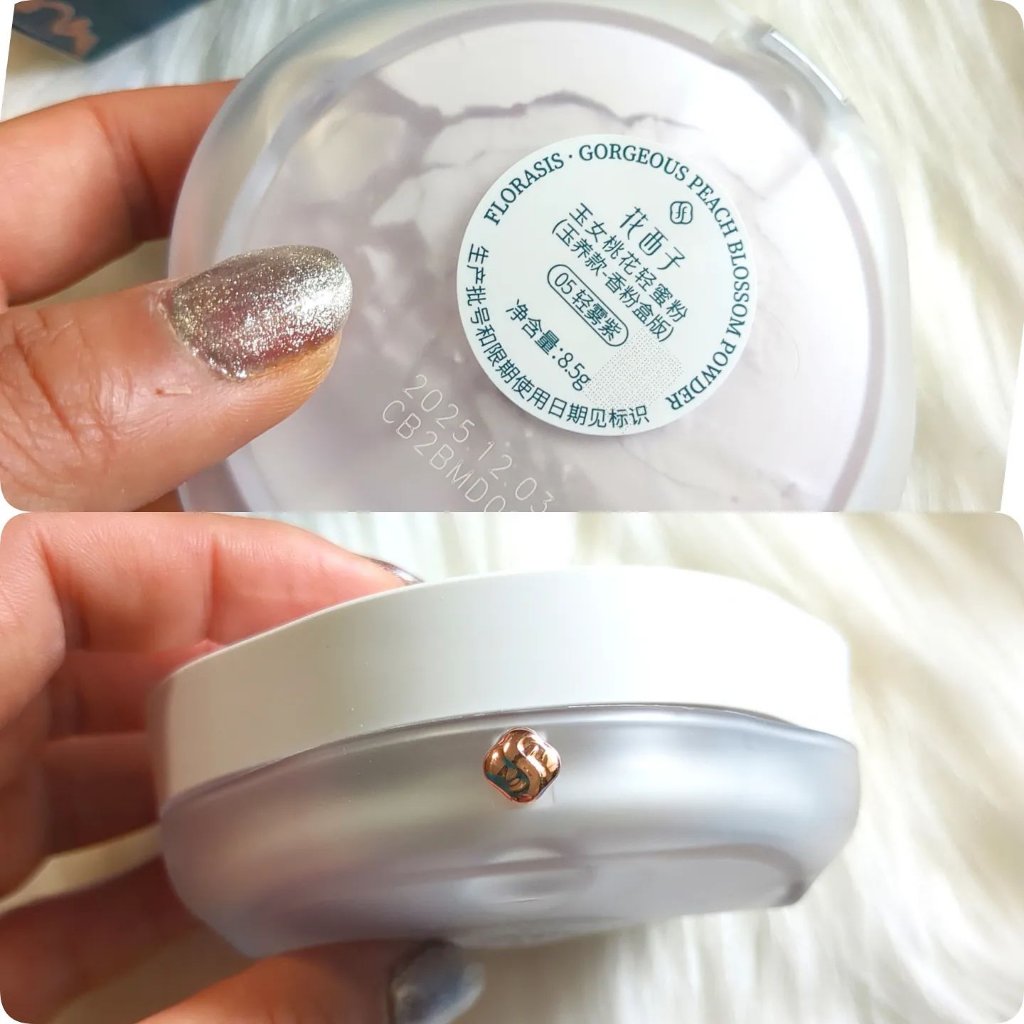 FLORASIS · GORGEOUS PEACH BLOSSOM POWDER
花西子
玉女桃花轻蜜粉
(玉养款-香粉盒版)
05 轻雾紫
净含量:8.5g
生产批号和限期使用日期见标识
2025.12.03